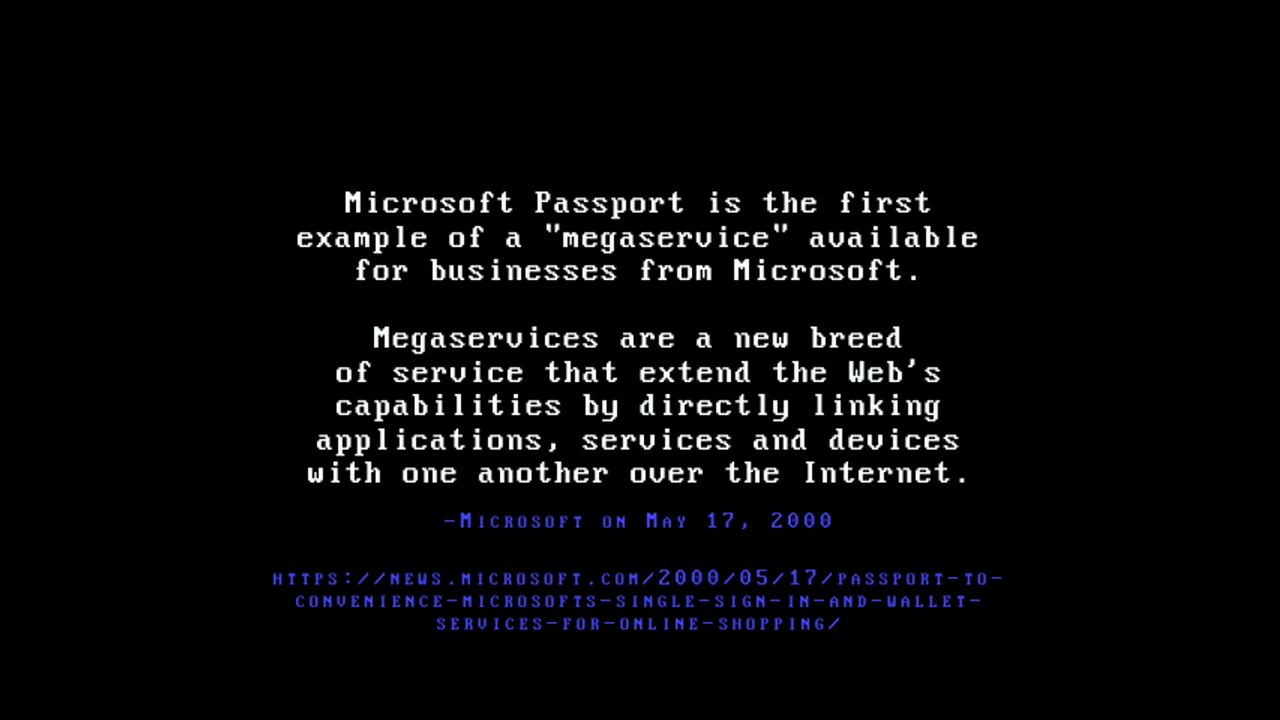 Microsoft Passport is the first
example of a "megaservice" available
for businesses from Microsoft.
Megaservices are a new breed
of service that extend the Web's
capabilities by directly linking
applications, services and devices
with one another over the Internet.
-Microsoft on May 17, 2000
https://news.microsoft.com/2000/05/17/passport-to-
convenience-microsofts-single-sign-in-and-wallet-
services-for-online-shopping/